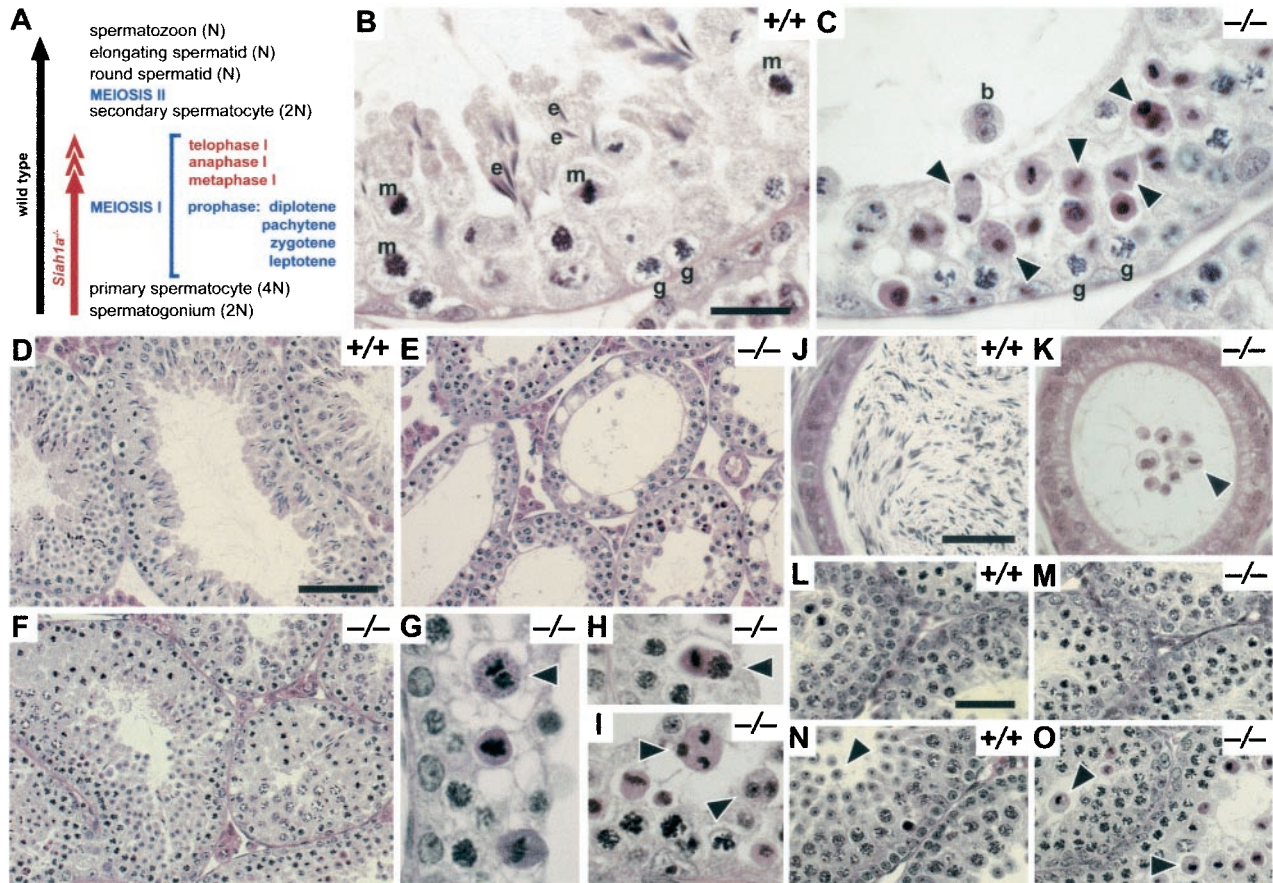 A
wild type
Siah1a-/-
spermatozoon (N)
elongating spermatid (N)
round spermatid (N)
MEIOSIS II
secondary spermatocyte (2N)
telophase I
anaphase I
metaphase I
MEIOSIS I
prophase: diplotene
pachytene
zygotene
leptotene
primary spermatocyte (4N)
spermatogonium (2N)
B
+/+
m
e
e
e
m
m
m
g
g
C
–/–
b
g
g
D
+/+
E
–/–
J
+/+
K
–/–
L
+/+
M
–/–
F
–/–
G
–/–
H
–/–
I
–/–
N
+/+
O
–/–